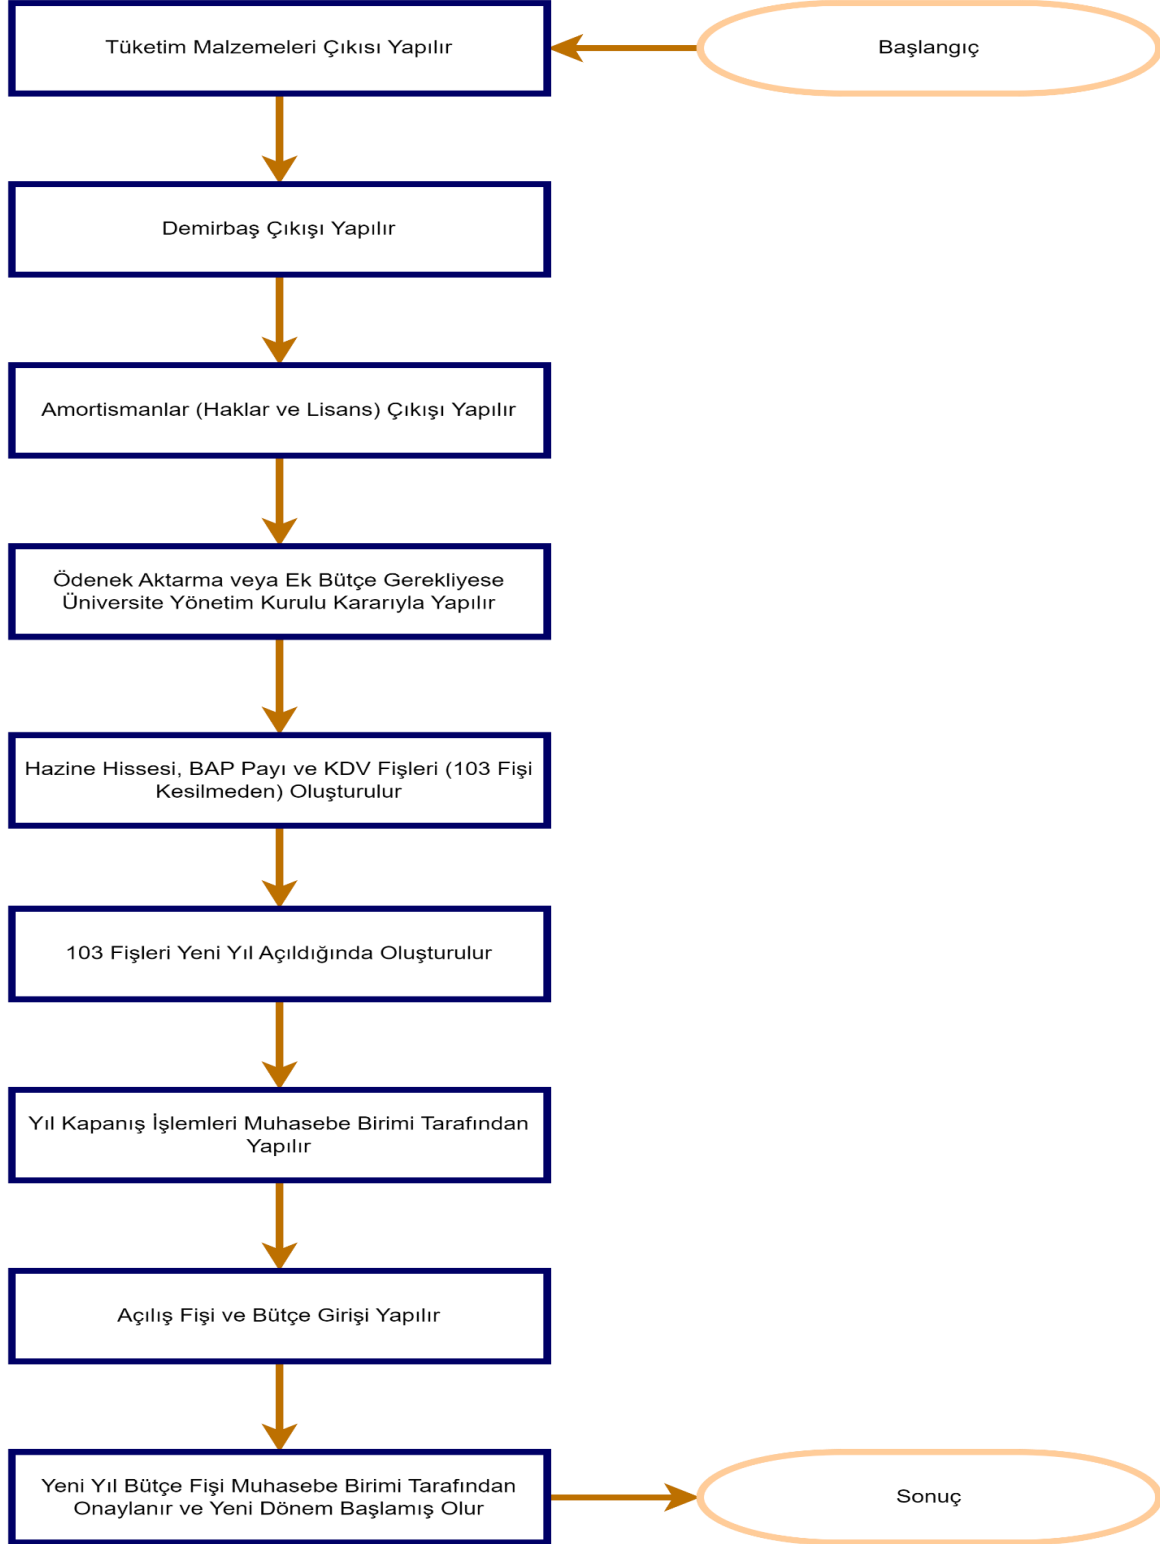 Başlangıç
Tüketim Malzemeleri Çıkısı Yapılır
Demirbaş Çıkışı Yapılır
Amortismanlar (Haklar ve Lisans) Çıkışı Yapılır
Ödenek Aktarma veya Ek Bütçe Gerekliyese
Üniversite Yönetim Kurulu Kararıyla Yapılır
Hazine Hissesi, BAP Payı ve KDV Fişleri (103 Fişi
Kesilmeden) Oluşturulur
103 Fişleri Yeni Yıl Açıldığında Oluşturulur
Yıl Kapanış İşlemleri Muhasebe Birimi Tarafından
Yapılır
Açılış Fişi ve Bütçe Girişi Yapılır
Yeni Yıl Bütçe Fişi Muhasebe Birimi Tarafından
Onaylanır ve Yeni Dönem Başlamış Olur
Sonuç